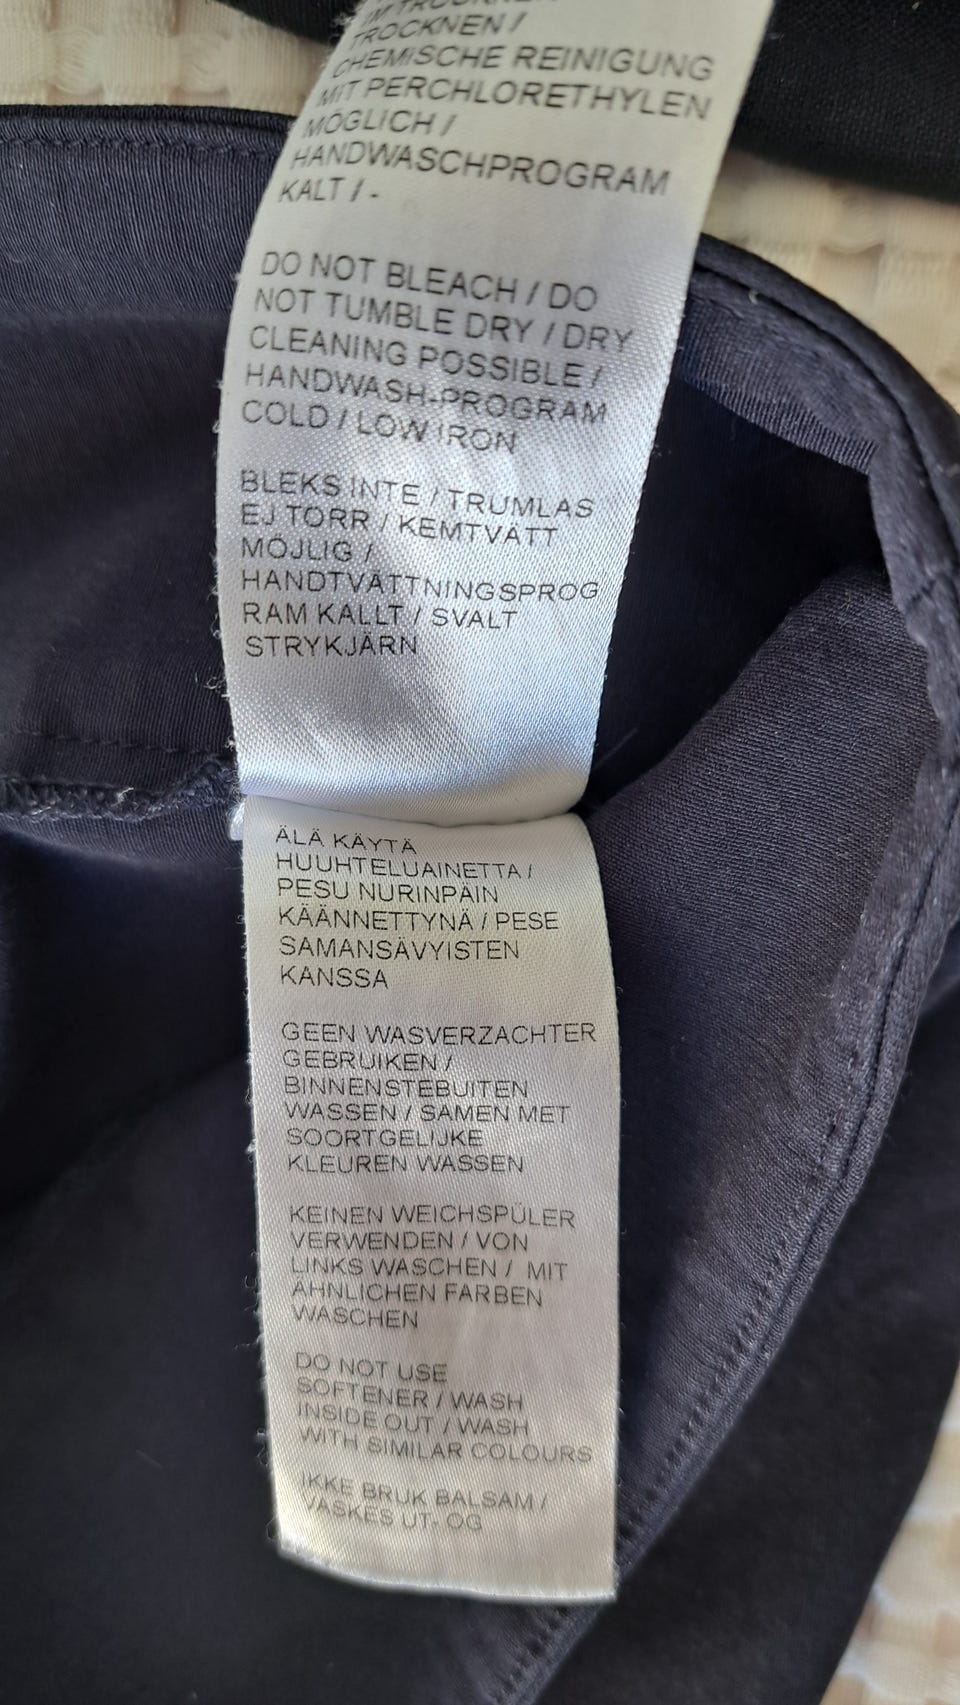 TROCKNEN /
CHEMISCHE REINIGUNG
MIT PERCHLORETHYLEN
MÖGLICH /
HANDWASCHPROGRAM
KALT / -
DO NOT BLEACH / DO
NOT TUMBLE DRY / DRY
CLEANING POSSIBLE /
HANDWASH-PROGRAM
COLD / LOW IRON
BLEKS INTE / TRUMLAS
EJ TORR / KEMTVÄTT
MÖJLIG /
HANDTVÄTTNINGSPROG
RAM KALLT / SVALT
STRYKJÄRN
ÄLÄ KÄYTÄ
HUUHTELUAINETTA /
PESU NURINPÄIN
KÄÄNNETTYNÄ / PESE
SAMANSÄVYISTEN
KANSSA
GEEN WASVERZACHTER
GEBRUIKEN /
BINNENSTEBUITEN
WASSEN / SAMEN MET
SOORTGELIJKE
KLEUREN WASSEN
KEINEN WEICHSPÜLER
VERWENDEN / VON
LINKS WASCHEN / MIT
ÄHNLICHEN FARBEN
WASCHEN
DO NOT USE
SOFTENER / WASH
INSIDE OUT / WASH
WITH SIMILAR COLOURS
IKKE BRUK BALSAM /
VASKES UT- OG